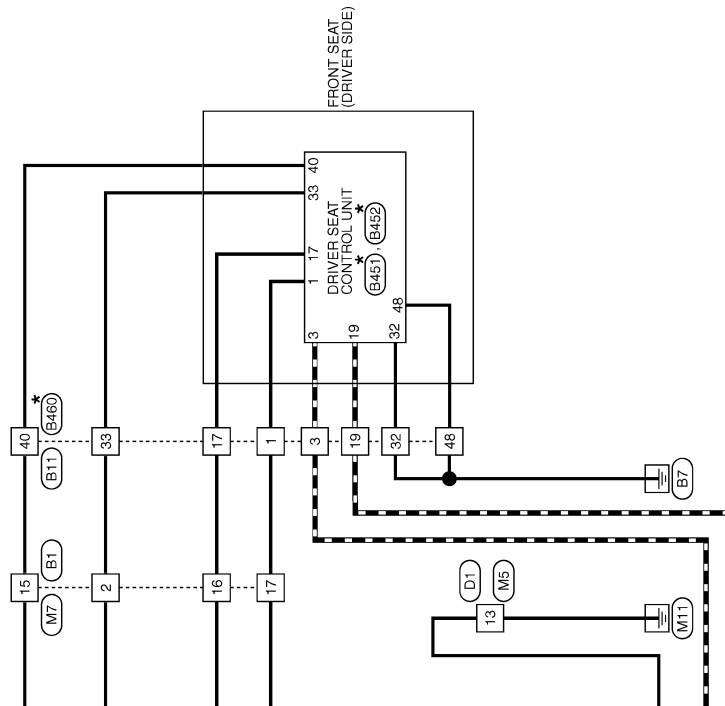 FRONT SEAT
(DRIVER SIDE)
40
33
17
1
DRIVER SEAT
CONTROL UNIT
* *
B451 , B452
48
3
19
32
*
B460
40
33
17
1
3
19
32
48
B11
B7
B1
15
2
16
17
M7
D1
M5
13
M11